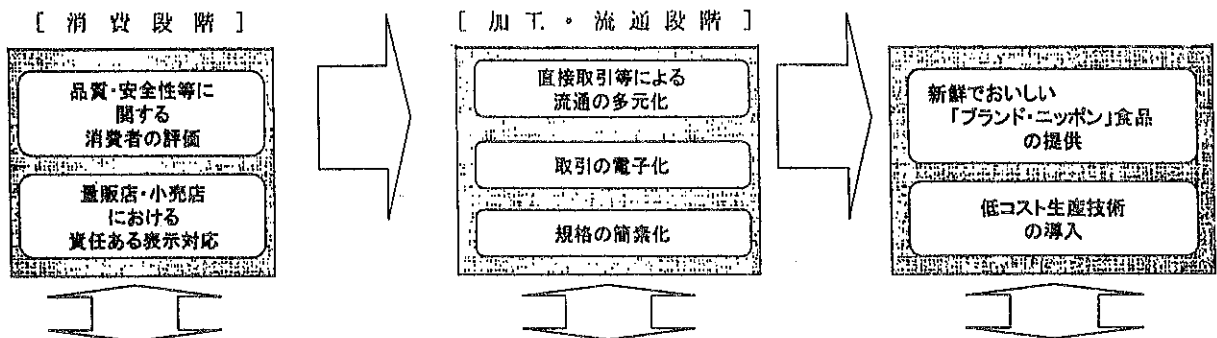 [消費段階]
品質・安全性等に
関する
消費者の評価
量販店・小売店
における
責任ある表示対応
[加工・流通段階]
直接取引等による
流通の多元化
取引の電子化
規格の簡素化
新鮮でおいしい
「ブランド・ニッポン」食品
の提供
低コスト生産技術
の導入